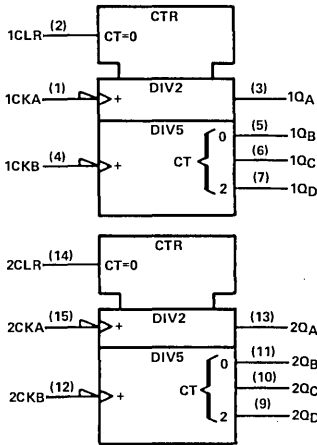 CTR
(2)
1CLR CT=0
DIV2
(1) (3)
1CKA + 1QA
DIV5
0 (5) 1QB
(4) (6)
1CKB + CT 1QC
(7)
2 1QD
CTR
(14)
2CLR CT=0
DIV2
(15) (13)
2CKA + 2QA
DIV5
0 (11) 2QB
(12) (10)
2CKB + CT 2QC
(9)
2 2QD